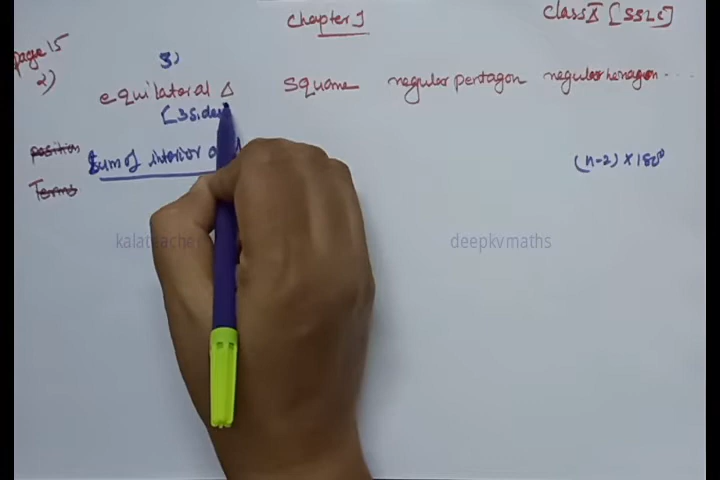 Chapter 1
Class X [SSLC]
page 15
2)
3)
equilateral Δ square regular pentagon regular hexagon ....
[3 sides
position
Sum of interior
(n-2) × 180°
Terms
kalateacher deepkvmaths